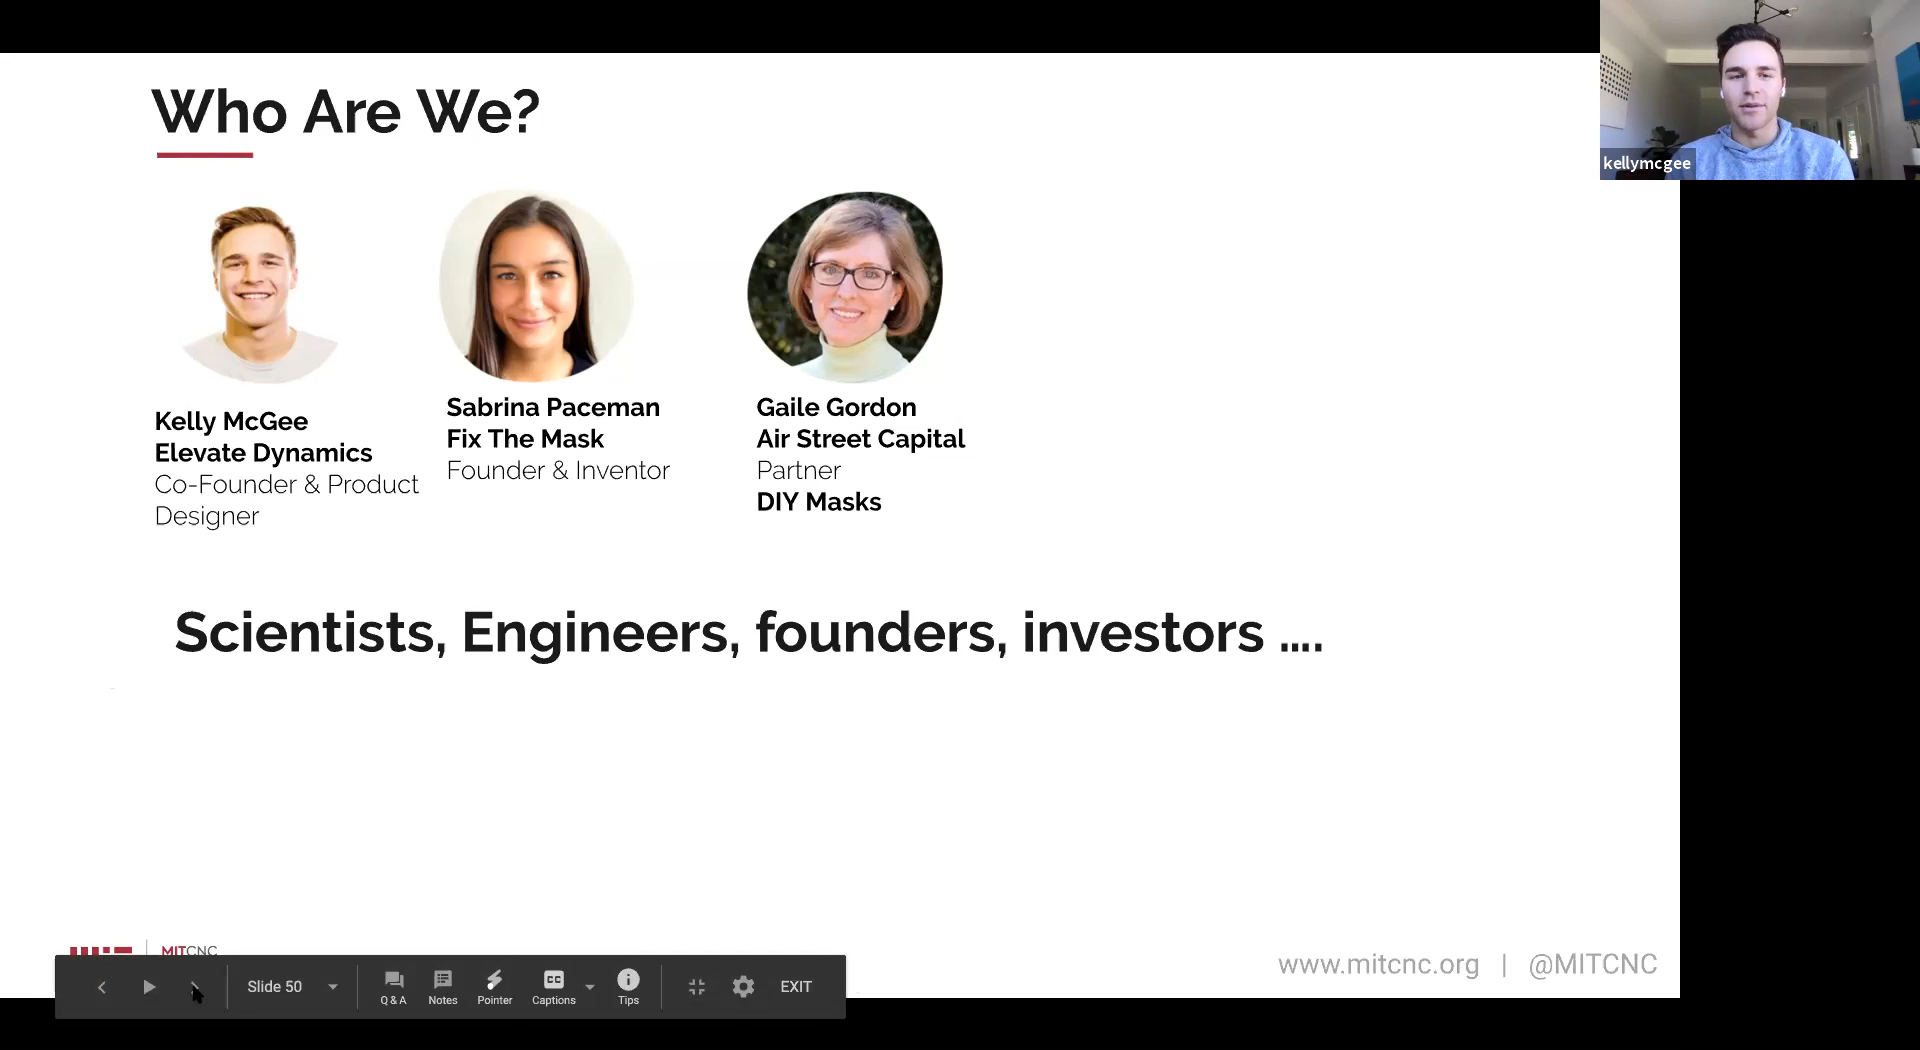 Who Are We?
kellymcgee
Kelly McGee
Elevate Dynamics
Co-Founder & Product
Designer
Sabrina Paceman
Fix The Mask
Founder & Inventor
Gaile Gordon
Air Street Capital
Partner
DIY Masks
Scientists, Engineers, founders, investors ....
MITCNC
www.mitcnc.org | @MITCNC
Slide 50
Q & A
Notes
Pointer
CC
Captions
Tips
EXIT